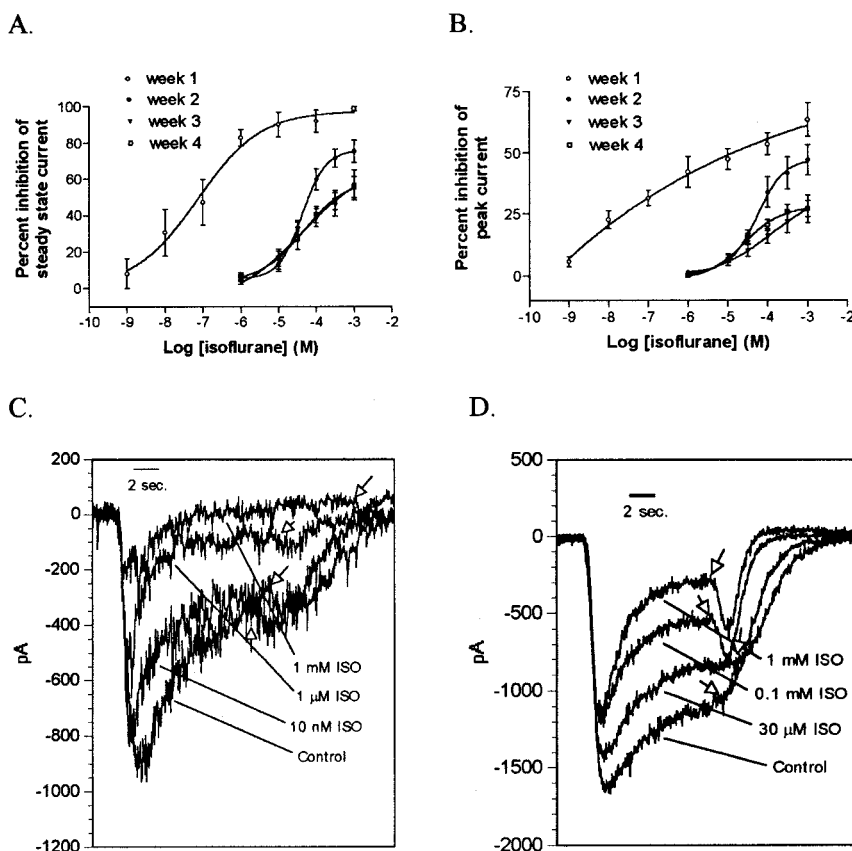 A.
week 1
week 2
week 3
week 4
100
80
60
40
20
0
Percent inhibition of
steady state current
-10 -9 -8 -7 -6 -5 -4 -3 -2
Log [isoflurane] (M)
B.
week 1
week 2
week 3
week 4
75
50
25
0
Percent inhibition of
peak current
-10 -9 -8 -7 -6 -5 -4 -3 -2
Log [isoflurane] (M)
C.
200
0
-200
-400
-600
-800
-1000
-1200
pA
2 sec.
1 mM ISO
1 μM ISO
10 nM ISO
Control
D.
500
0
-500
-1000
-1500
-2000
pA
2 sec.
1 mM ISO
0.1 mM ISO
30 μM ISO
Control